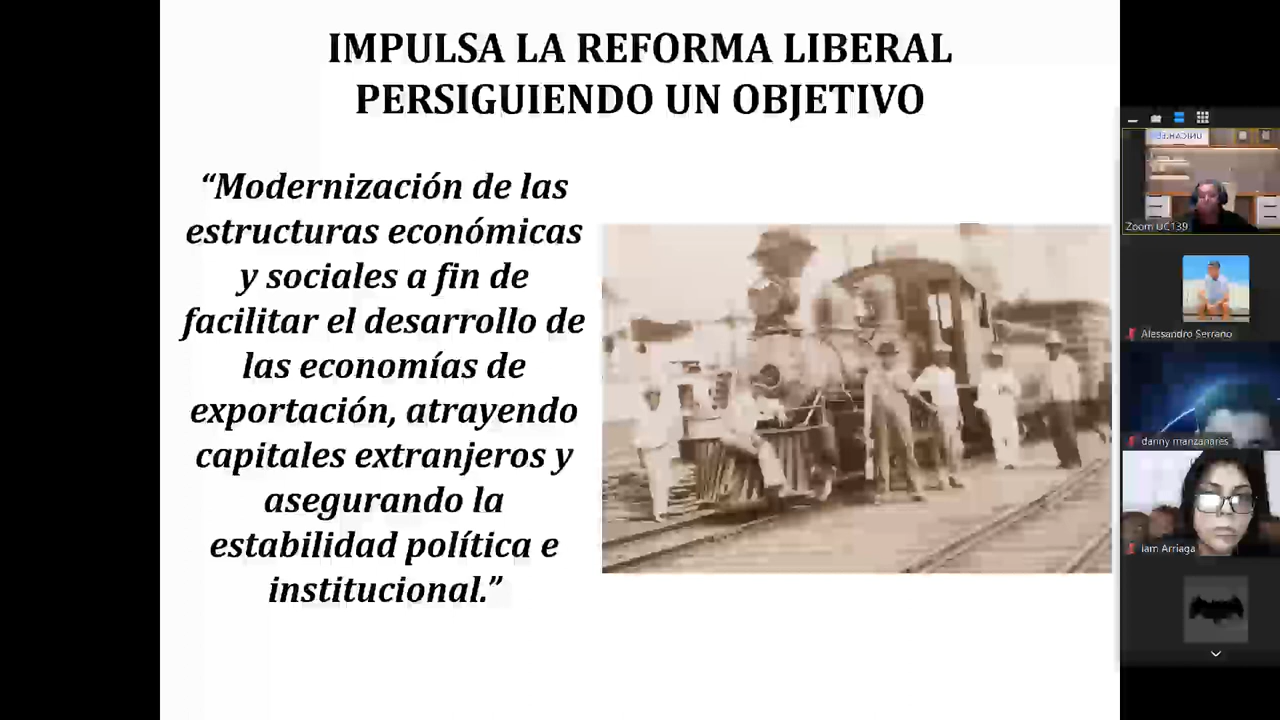 IMPULSA LA REFORMA LIBERAL
PERSIGUIENDO UN OBJETIVO
“Modernización de las
estructuras económicas
y sociales a fin de
facilitar el desarrollo de
las economías de
exportación, atrayendo
capitales extranjeros y
asegurando la
estabilidad política e
institucional.”
Zoom UC139
Alessandro Serrano
danny manzanares
iam Arriaga